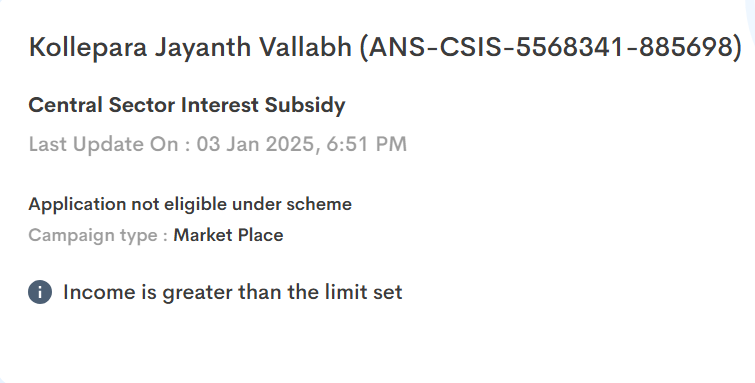 Kollepara Jayanth Vallabh (ANS-CSIS-5568341-885698)
Central Sector Interest Subsidy
Last Update On : 03 Jan 2025, 6:51 PM
Application not eligible under scheme
Campaign type : Market Place
i Income is greater than the limit set